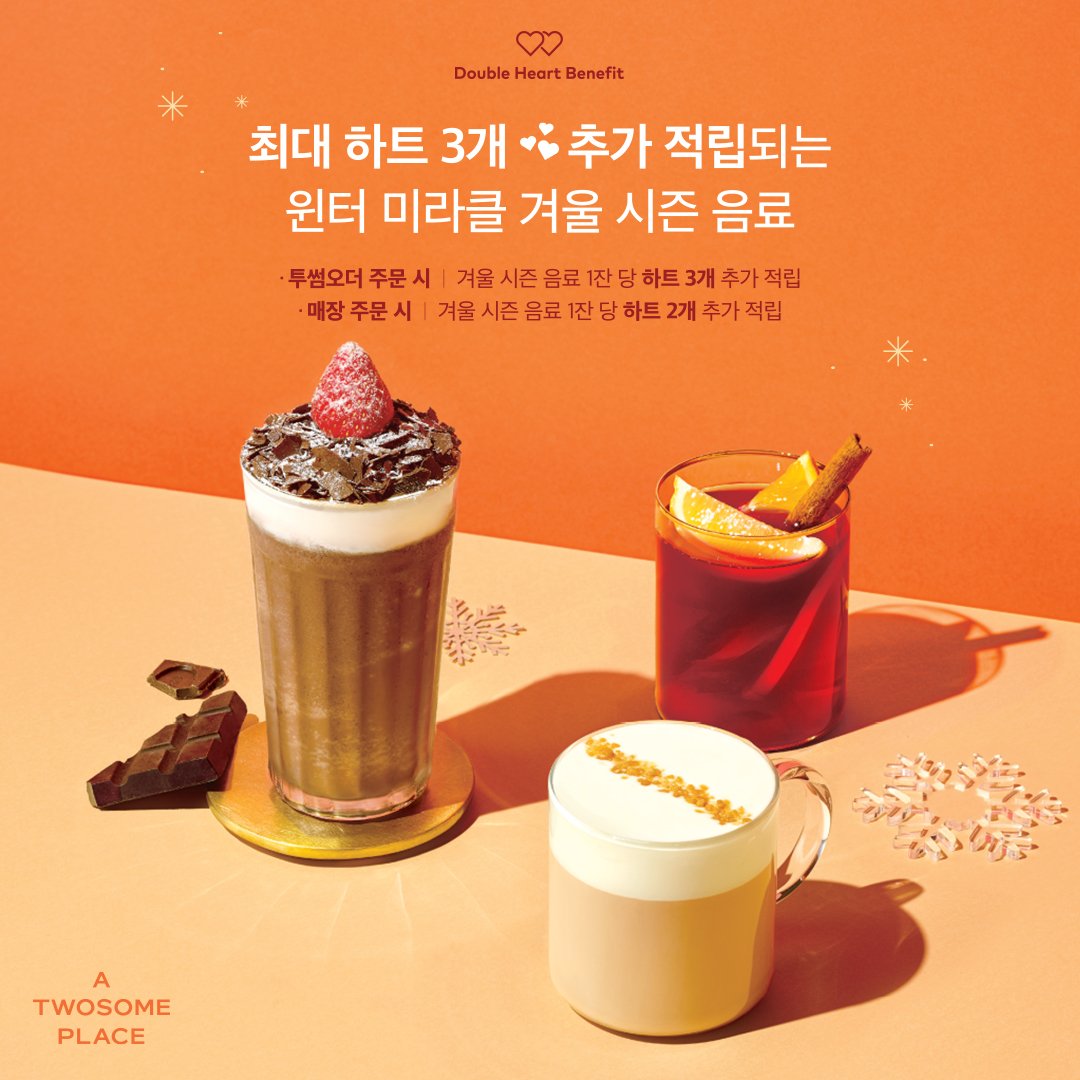 Double Heart Benefit
최대 하트 3개 💕 추가 적립되는
윈터 미라클 겨울 시즌 음료
· 투썸오더 주문 시 | 겨울 시즌 음료 1잔 당 하트 3개 추가 적립
· 매장 주문 시 | 겨울 시즌 음료 1잔 당 하트 2개 추가 적립
A
TWOSOME
PLACE